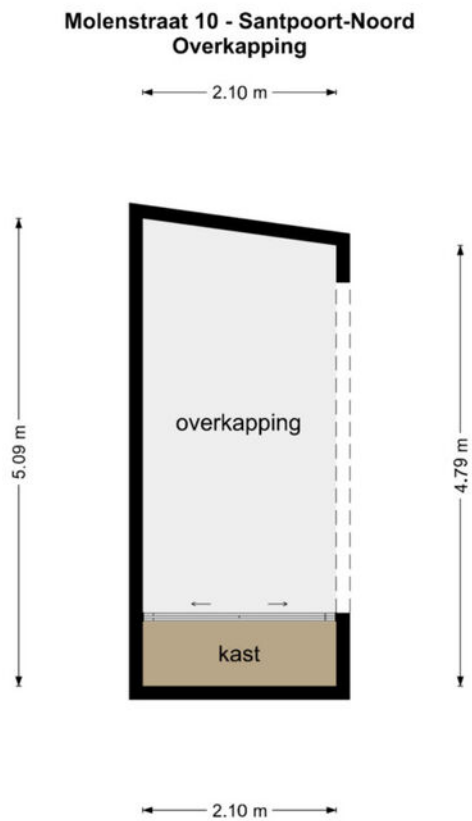 Molenstraat 10 - Santpoort-Noord
Overkapping
2.10 m
overkapping
5.09 m
4.79 m
kast
2.10 m